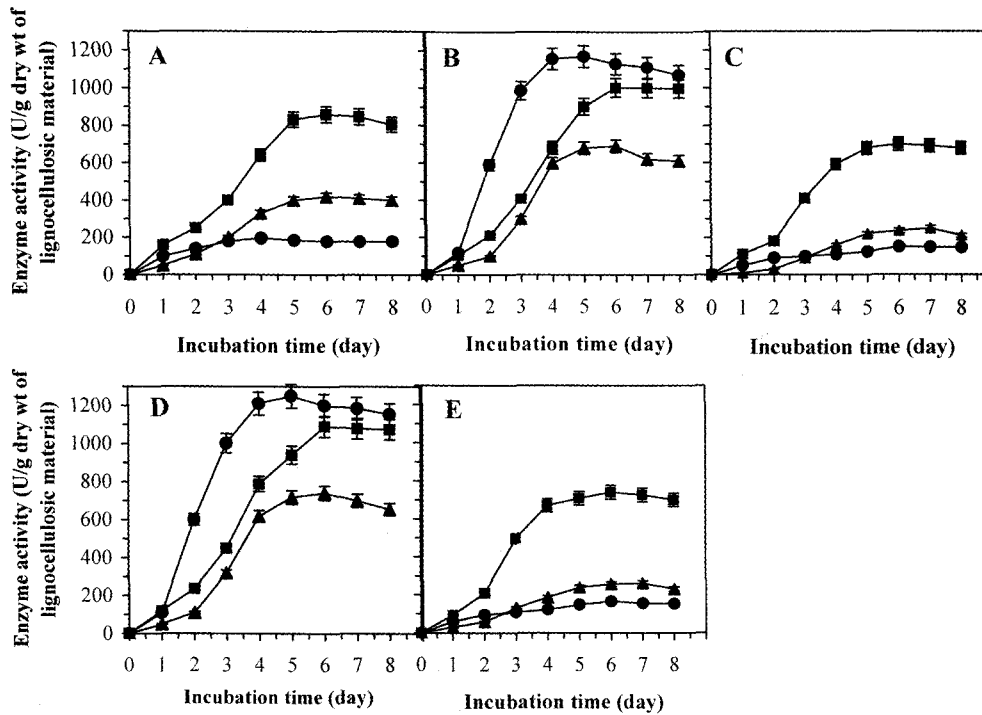 Enzyme activity (U/g dry wt of
lignocellulosic material)
1200
1000
800
600
400
200
0
A
B
C
0 1 2 3 4 5 6 7 8
0 1 2 3 4 5 6 7 8
0 1 2 3 4 5 6 7 8
Incubation time (day)
Incubation time (day)
Incubation time (day)
Enzyme activity (U/g dry wt of
lignocellulosic material)
1200
1000
800
600
400
200
0
D
E
0 1 2 3 4 5 6 7 8
0 1 2 3 4 5 6 7 8
Incubation time (day)
Incubation time (day)